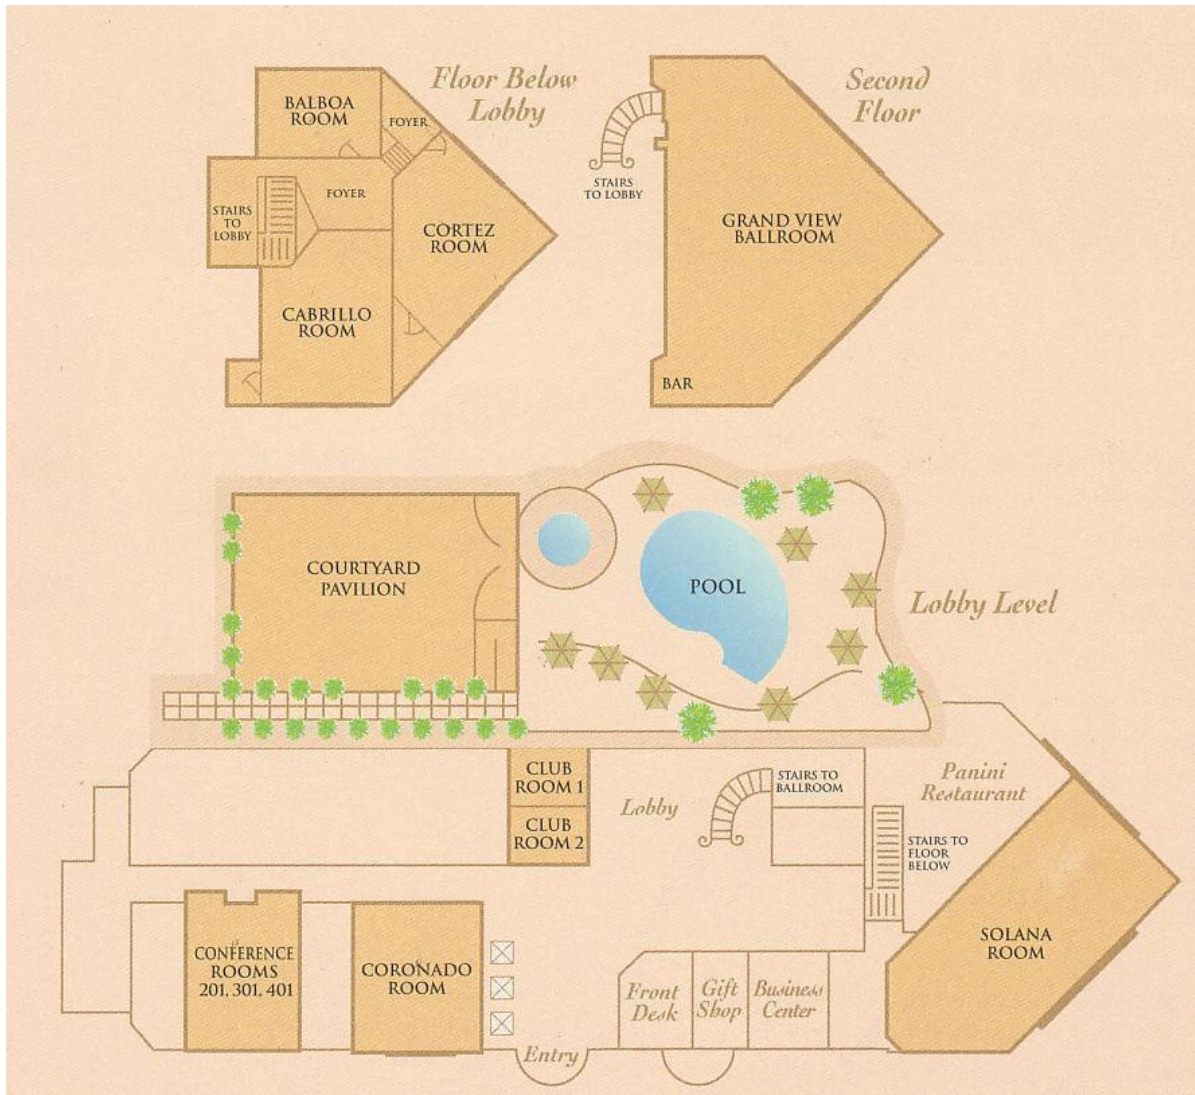 Floor Below
Lobby
BALBOA
ROOM
FOYER
FOYER
STAIRS
TO
LOBBY
CORTEZ
ROOM
CABRILLO
ROOM
Second
Floor
STAIRS
TO LOBBY
GRAND VIEW
BALLROOM
BAR
COURTYARD
PAVILION
POOL
Lobby Level
CLUB
ROOM 1
CLUB
ROOM 2
Lobby
STAIRS TO
BALLROOM
Panini
Restaurant
STAIRS TO
FLOOR
BELOW
SOLANA
ROOM
CONFERENCE
ROOMS
201, 301, 401
CORONADO
ROOM
Front
Desk
Gift
Shop
Business
Center
Entry